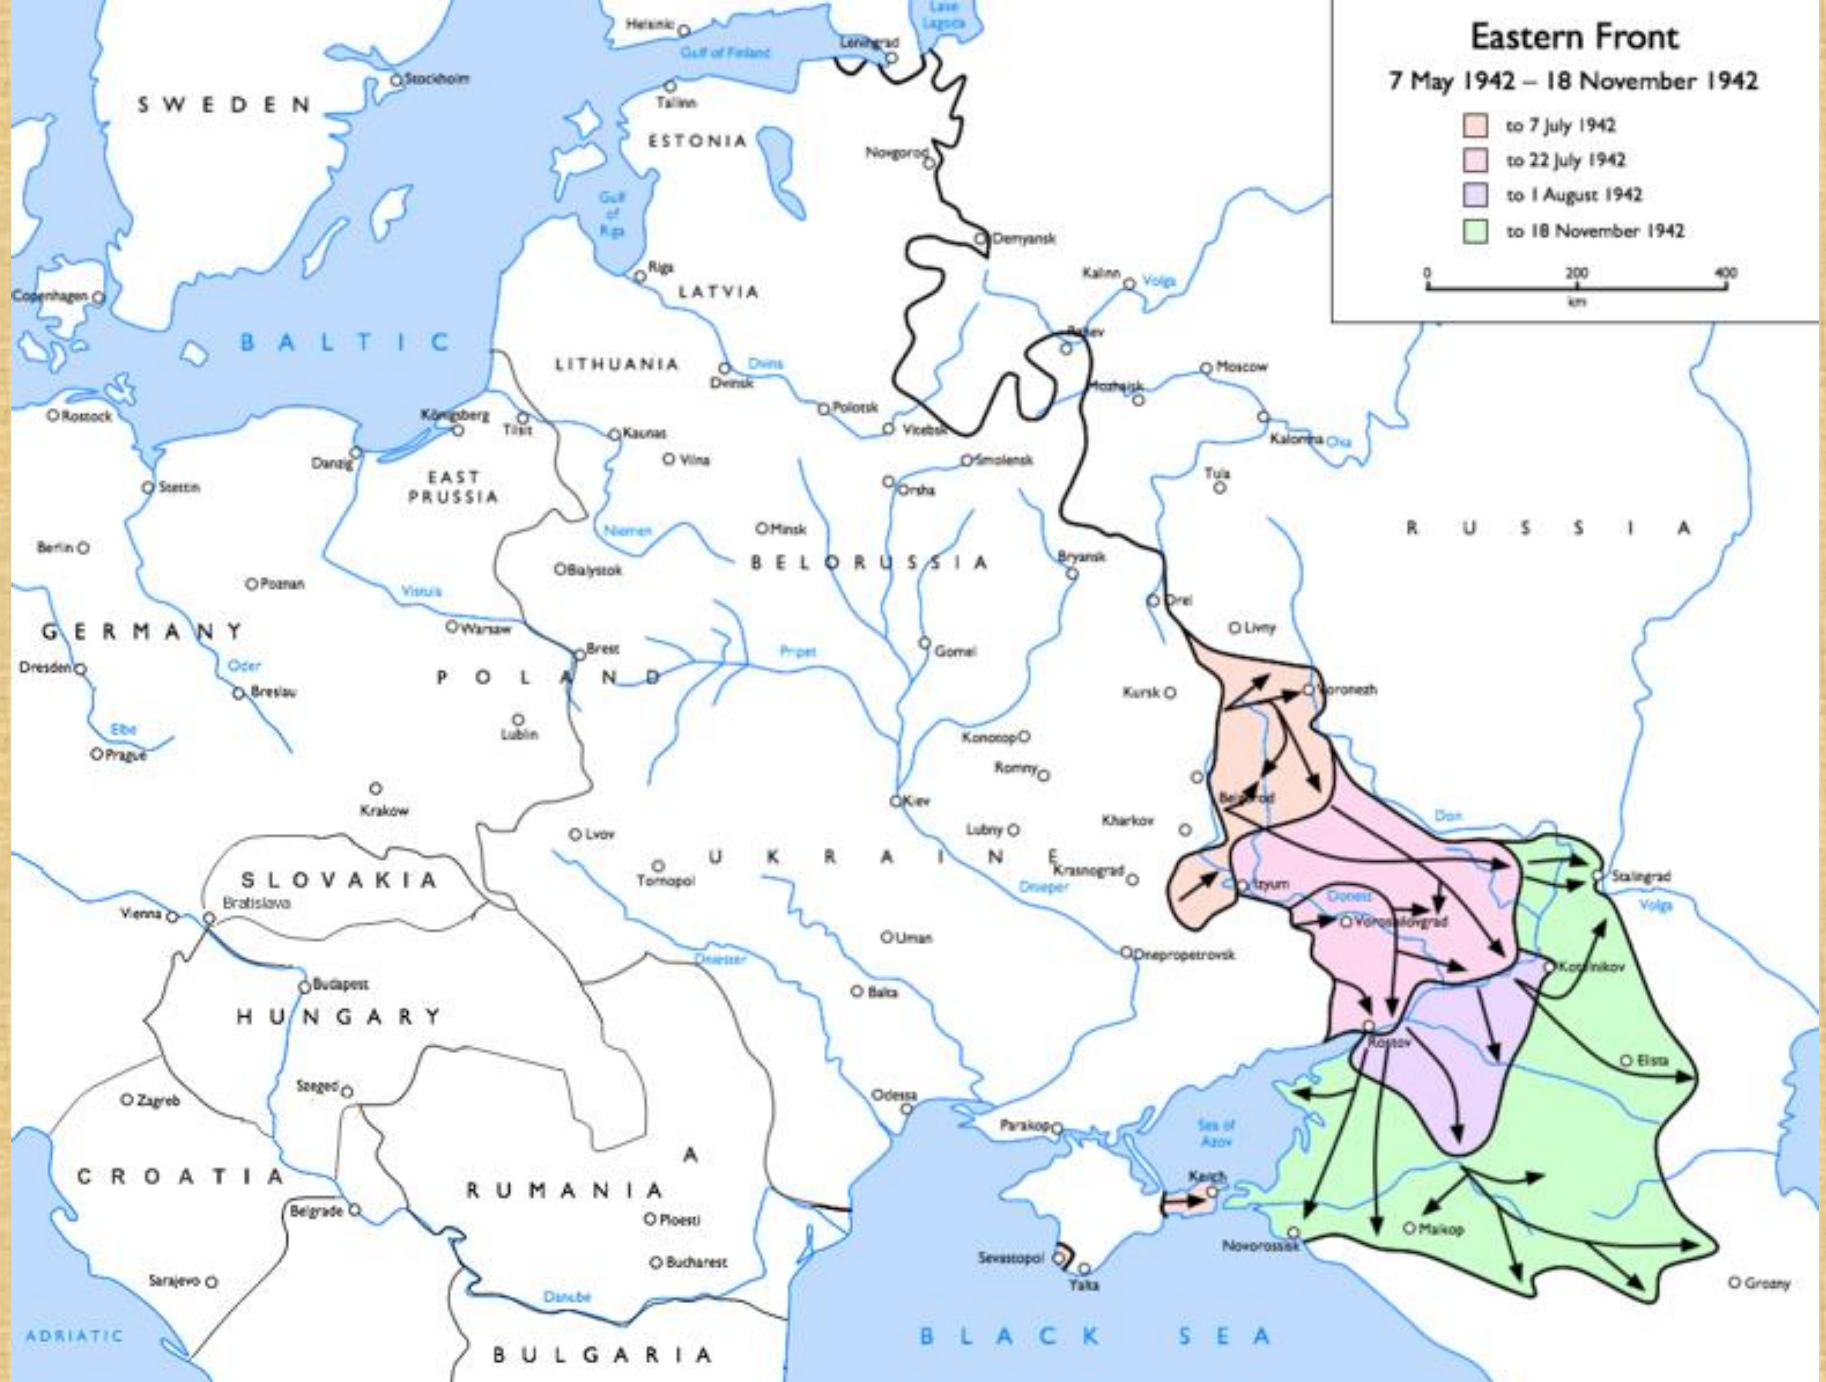 Eastern Front
7 May 1942 – 18 November 1942
to 7 July 1942
to 22 July 1942
to 1 August 1942
to 18 November 1942
0 200 400
km
Lake
Lagoda
Helsinki
Gulf of Finland
Leningrad
Stockholm
SWEDEN
Tallinn
ESTONIA
Novgorod
Gulf
of
Riga
Demyansk
Riga
Kalinn
Volga
LATVIA
Copenhagen
BALTIC
Rzhev
LITHUANIA
Dvina
Dvinsk
Moscow
Mozhaisk
Rostock
Königsberg
Tilsit
Polotsk
Kaunas
Vitebsk
Kalomna
Oka
Danzig
Vilna
Smolensk
EAST
PRUSSIA
Tula
Stettin
Orsha
Niemen
Minsk
RUSSIA
Berlin
Bialystok
BELORUSSIA
Bryansk
Poznan
Vistula
Orel
GERMANY
Warsaw
Livny
Brest
Pripet
Gomel
Dresden
Oder
POLAND
Breslau
Kursk
Voronezh
Elbe
Lublin
Konotop
Prague
Romny
Krakow
Kiev
Belgorod
Lvov
Lubny
Kharkov
Don
UKRAINE
Tornopol
Krasnograd
SLOVAKIA
Dnieper
Izyum
Stalingrad
Bratislava
Donets
Volga
Vienna
Voroshilovgrad
Uman
Dniester
Dnepropetrovsk
Kotelnikov
Budapest
Balta
HUNGARY
Rostov
Elista
Szeged
Zagreb
Odessa
Parakop
Sea of
Azov
A
CROATIA
Kerch
RUMANIA
Belgrade
Ploesti
Maikop
Novorossisk
Sevastopol
Bucharest
Yalta
Sarajevo
Grozny
Danube
ADRIATIC
BLACK SEA
BULGARIA